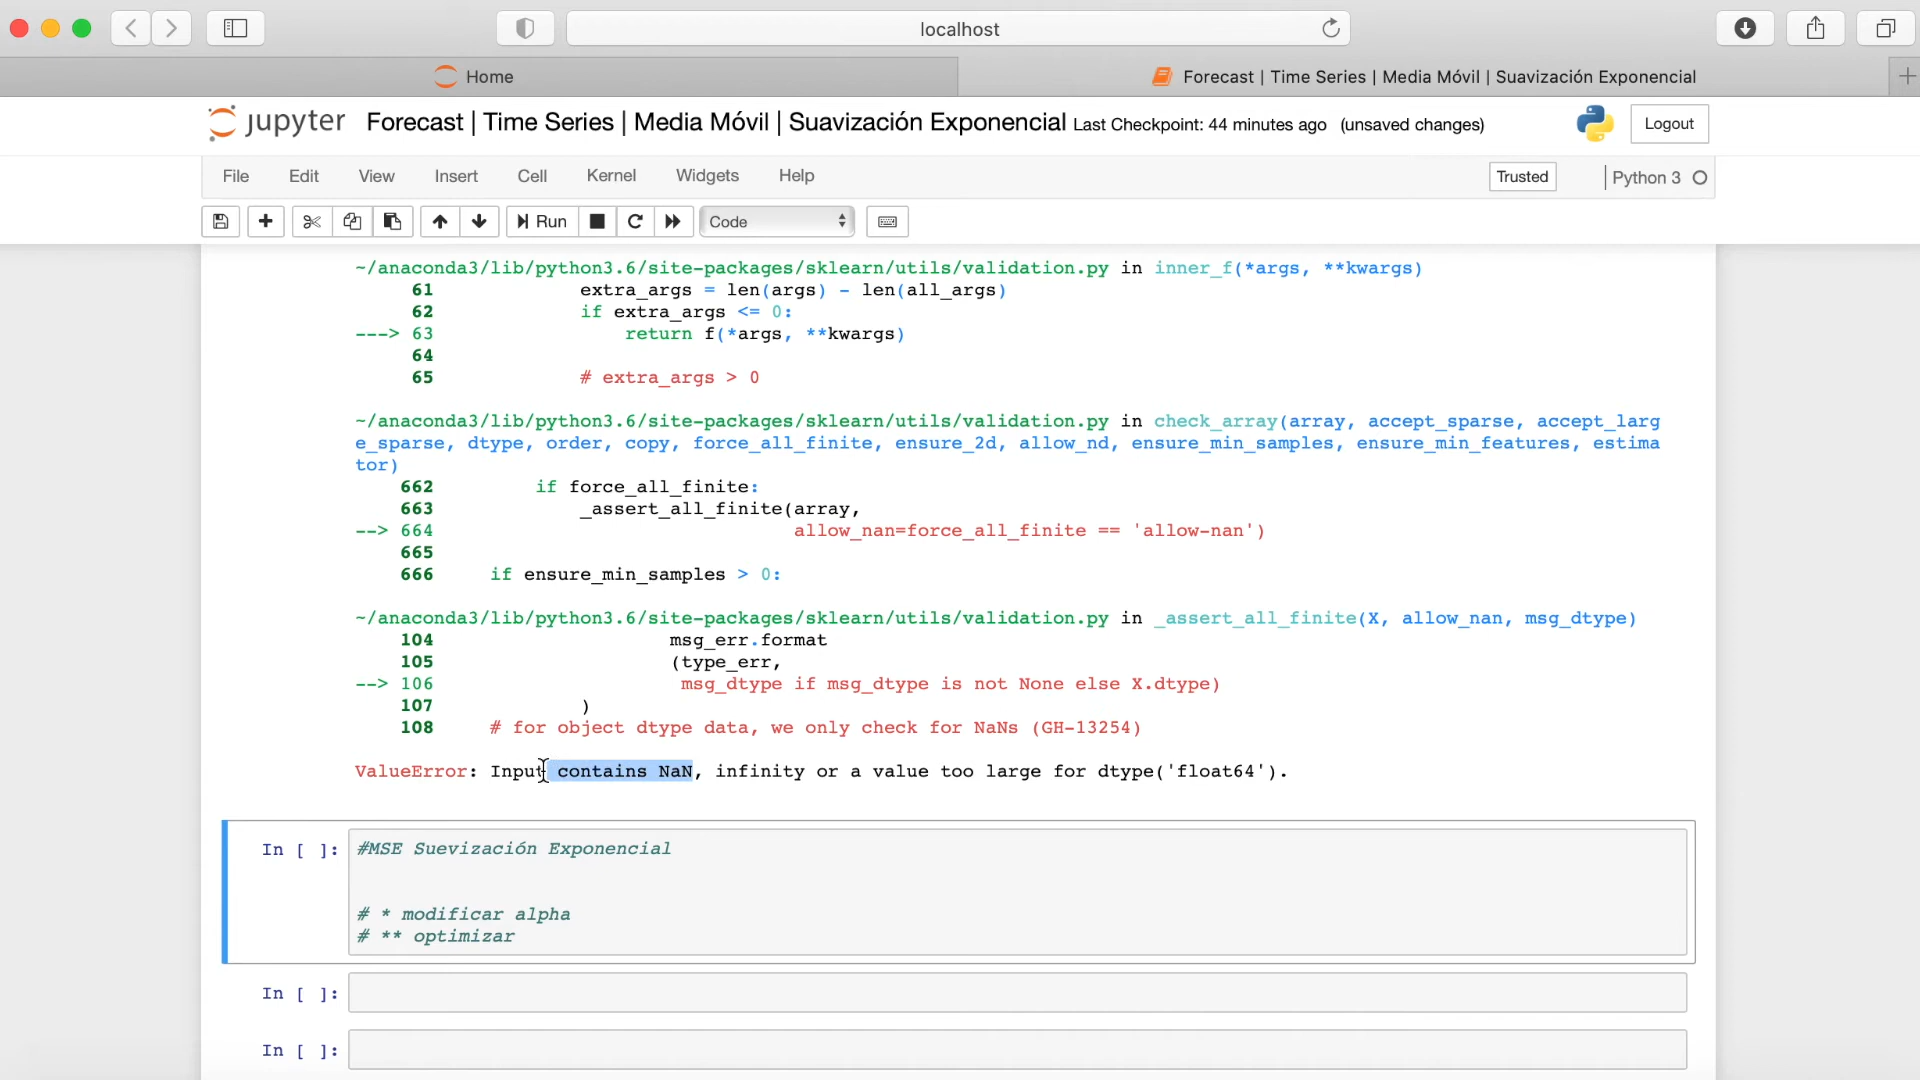 localhost
Home
Forecast | Time Series | Media Móvil | Suavización Exponencial
jupyter Forecast | Time Series | Media Móvil | Suavización Exponencial Last Checkpoint: 44 minutes ago (unsaved changes)
Logout
File Edit View Insert Cell Kernel Widgets Help
Trusted
Python 3
Run
Code
~/anaconda3/lib/python3.6/site-packages/sklearn/utils/validation.py in inner_f(*args, **kwargs)
61 extra_args = len(args) - len(all_args)
62 if extra_args <= 0:
---> 63 return f(*args, **kwargs)
64
65 # extra_args > 0
~/anaconda3/lib/python3.6/site-packages/sklearn/utils/validation.py in check_array(array, accept_sparse, accept_larg
e_sparse, dtype, order, copy, force_all_finite, ensure_2d, allow_nd, ensure_min_samples, ensure_min_features, estima
tor)
662 if force_all_finite:
663 _assert_all_finite(array,
--> 664 allow_nan=force_all_finite == 'allow-nan')
665
666 if ensure_min_samples > 0:
~/anaconda3/lib/python3.6/site-packages/sklearn/utils/validation.py in _assert_all_finite(X, allow_nan, msg_dtype)
104 msg_err.format
105 (type_err,
--> 106 msg_dtype if msg_dtype is not None else X.dtype)
107 )
108 # for object dtype data, we only check for NaNs (GH-13254)
ValueError: Input contains NaN, infinity or a value too large for dtype('float64').
In [ ]: #MSE Suevización Exponencial
# * modificar alpha
# ** optimizar
In [ ]:
In [ ]: